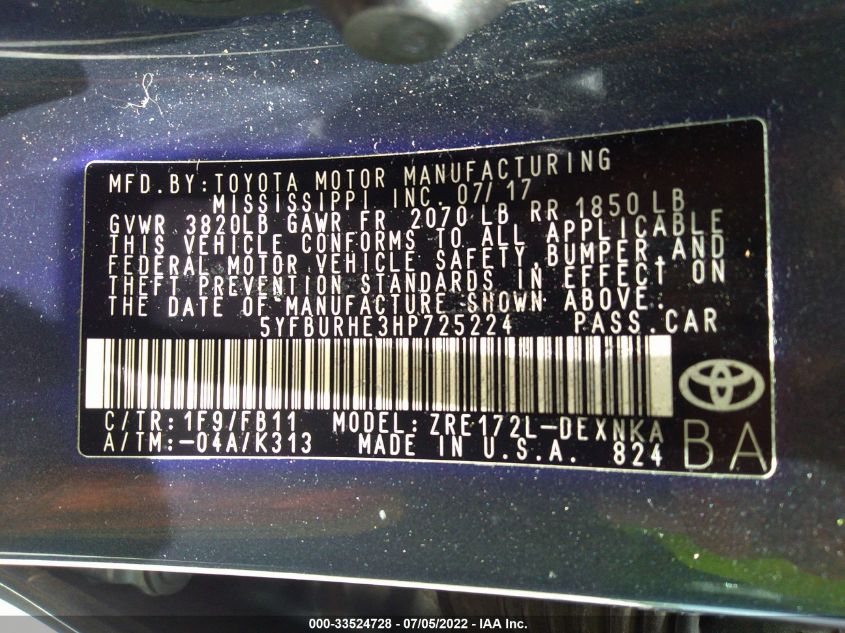 MFD.BY:TOYOTA MOTOR MANUFACTURING
MISSISSIPPI INC. 07/17
GVWR 3820LB GAWR FR 2070 LB RR 1850 LB
THIS VEHICLE CONFORMS TO ALL APPLICABLE
FEDERAL MOTOR VEHICLE SAFETY,BUMPER,AND
THEFT PREVENTION STANDARDS IN EFFECT ON
THE DATE OF MANUFACTURE SHOWN ABOVE.
5YFBURHE3HP725224 PASS.CAR
C/TR:1F9/FB11 MODEL:ZRE172L-DEXNKA
A/TM:-04A/K313 MADE IN U.S.A. 824
BA
000-33524728 - 07/05/2022 - IAA Inc.